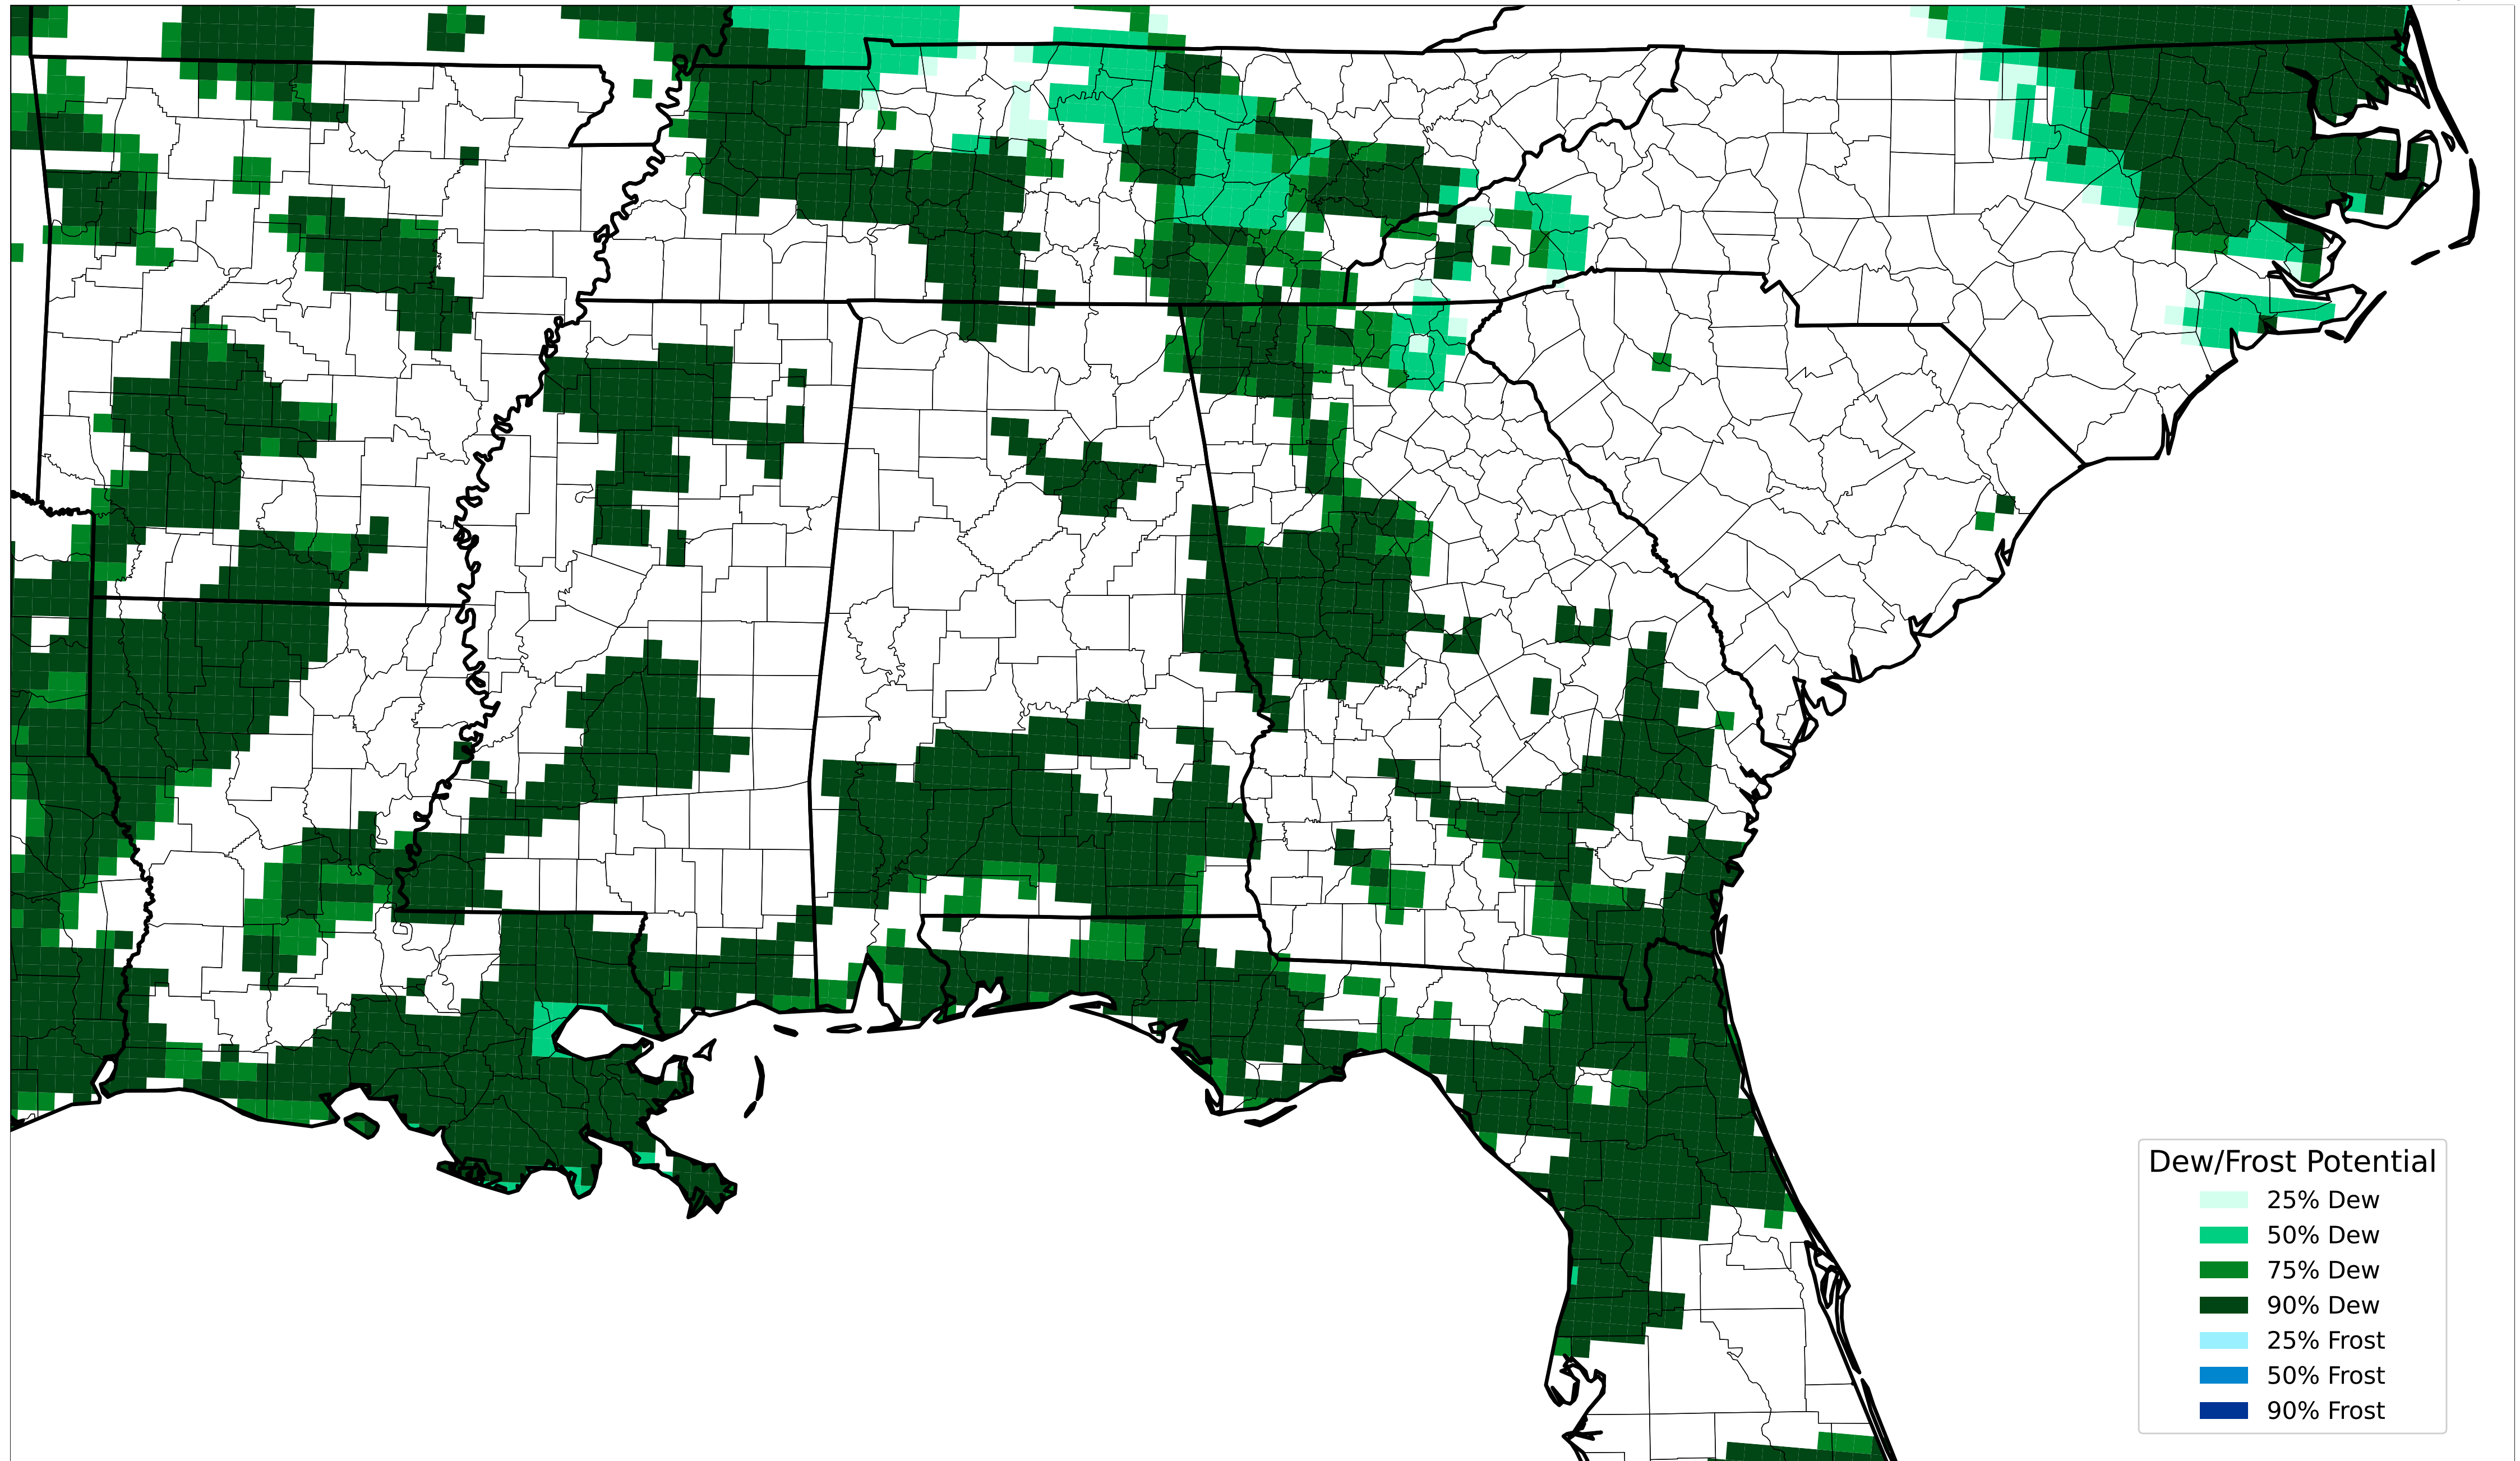 Dew/Frost Potential
25% Dew
50% Dew
75% Dew
90% Dew
25% Frost
50% Frost
90% Frost